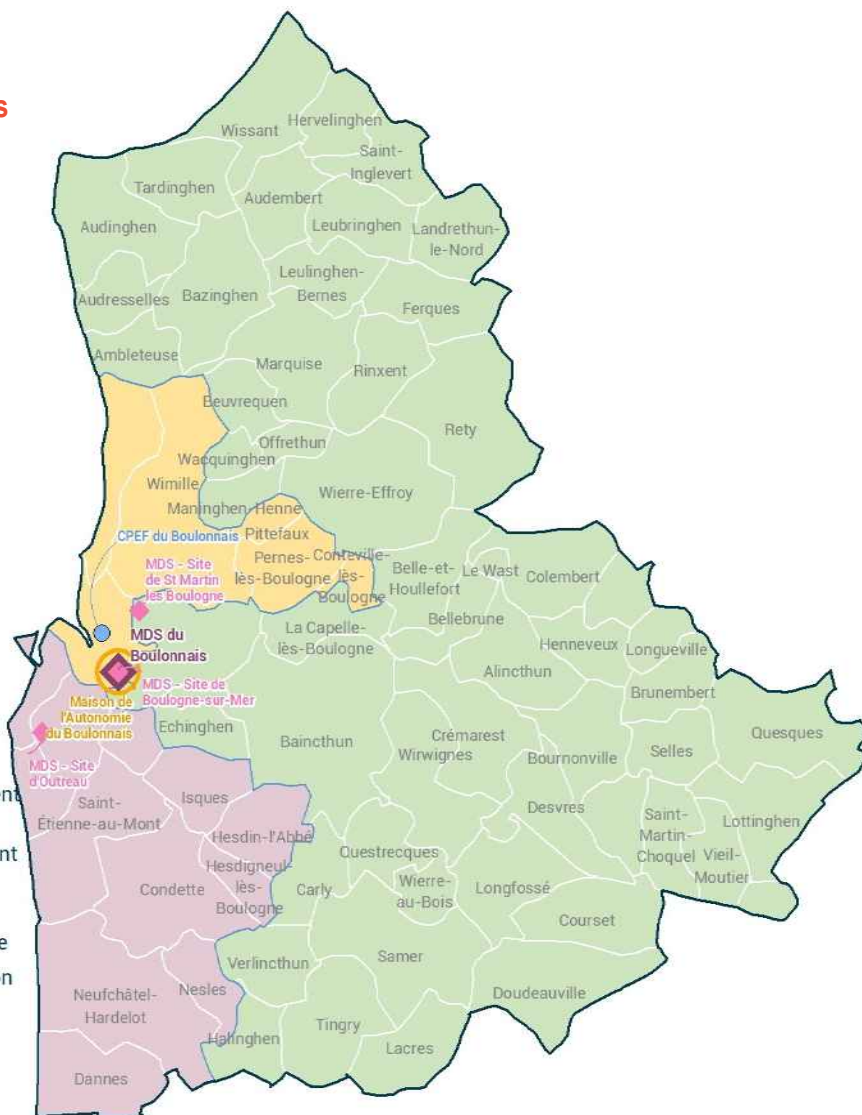 s
Wissant
Hervelinghen
Saint-
Inglevert
Tardinghen
Audembert
Audinghen
Leubringhen
Landrethun-
le-Nord
Leulinghen-
Bernes
Audresselles
Bazinghen
Ferques
Ambleteuse
Marquise
Rinxent
Beuvrequen
Rety
Offrethun
Wacquinghen
Wimille
Wierre-Effroy
Maninghen-Henne
CPEF du Boulonnais
Pittefaux
MDS - Site
de St Martin
les Boulogne
Pernes-
lès-Boulogne
Conteville-
lès-
Boulogne
Belle-et-
Houllefort
Le Wast
Colembert
Bellebrune
MDS du
Boulonnais
La Capelle-
lès-Boulogne
Henneveux
Longueville
Alincthun
MDS - Site de
Boulogne-sur-Mer
Brunembert
Maison de
l'Autonomie
du Boulonnais
Echinghen
Baincthun
Crémarest
Wirwignes
Quesques
Selles
Bournonville
MDS - Site
d'Outreau
ent
Saint-
Étienne-au-Mont
Isques
Desvres
Saint-
Martin-
Choquel
Lottinghen
Hesdin-l'Abbé
nt
Questrecques
Vieil-
Moutier
Hesdigneul-
lès-
Boulogne
Condette
Carly
Wierre-
au-Bois
Longfossé
Courset
e
on
Verlincthun
Samer
Neufchâtel-
Hardelot
Nesles
Doudeauville
Halinghen
Tingry
Lacres
Dannes